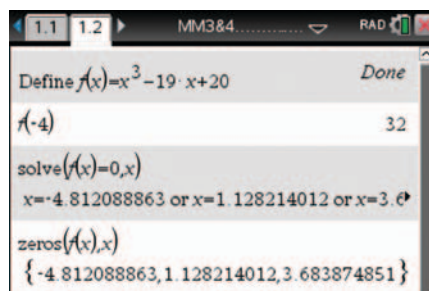 1.1 1.2 MM3&4............. RAD
Define f(x)=x³−19·x+20 Done
f(-4) 32
solve(f(x)=0,x)
x=-4.812088863 or x=1.128214012 or x=3.6
zeros(f(x),x)
{-4.812088863,1.128214012,3.683874851}